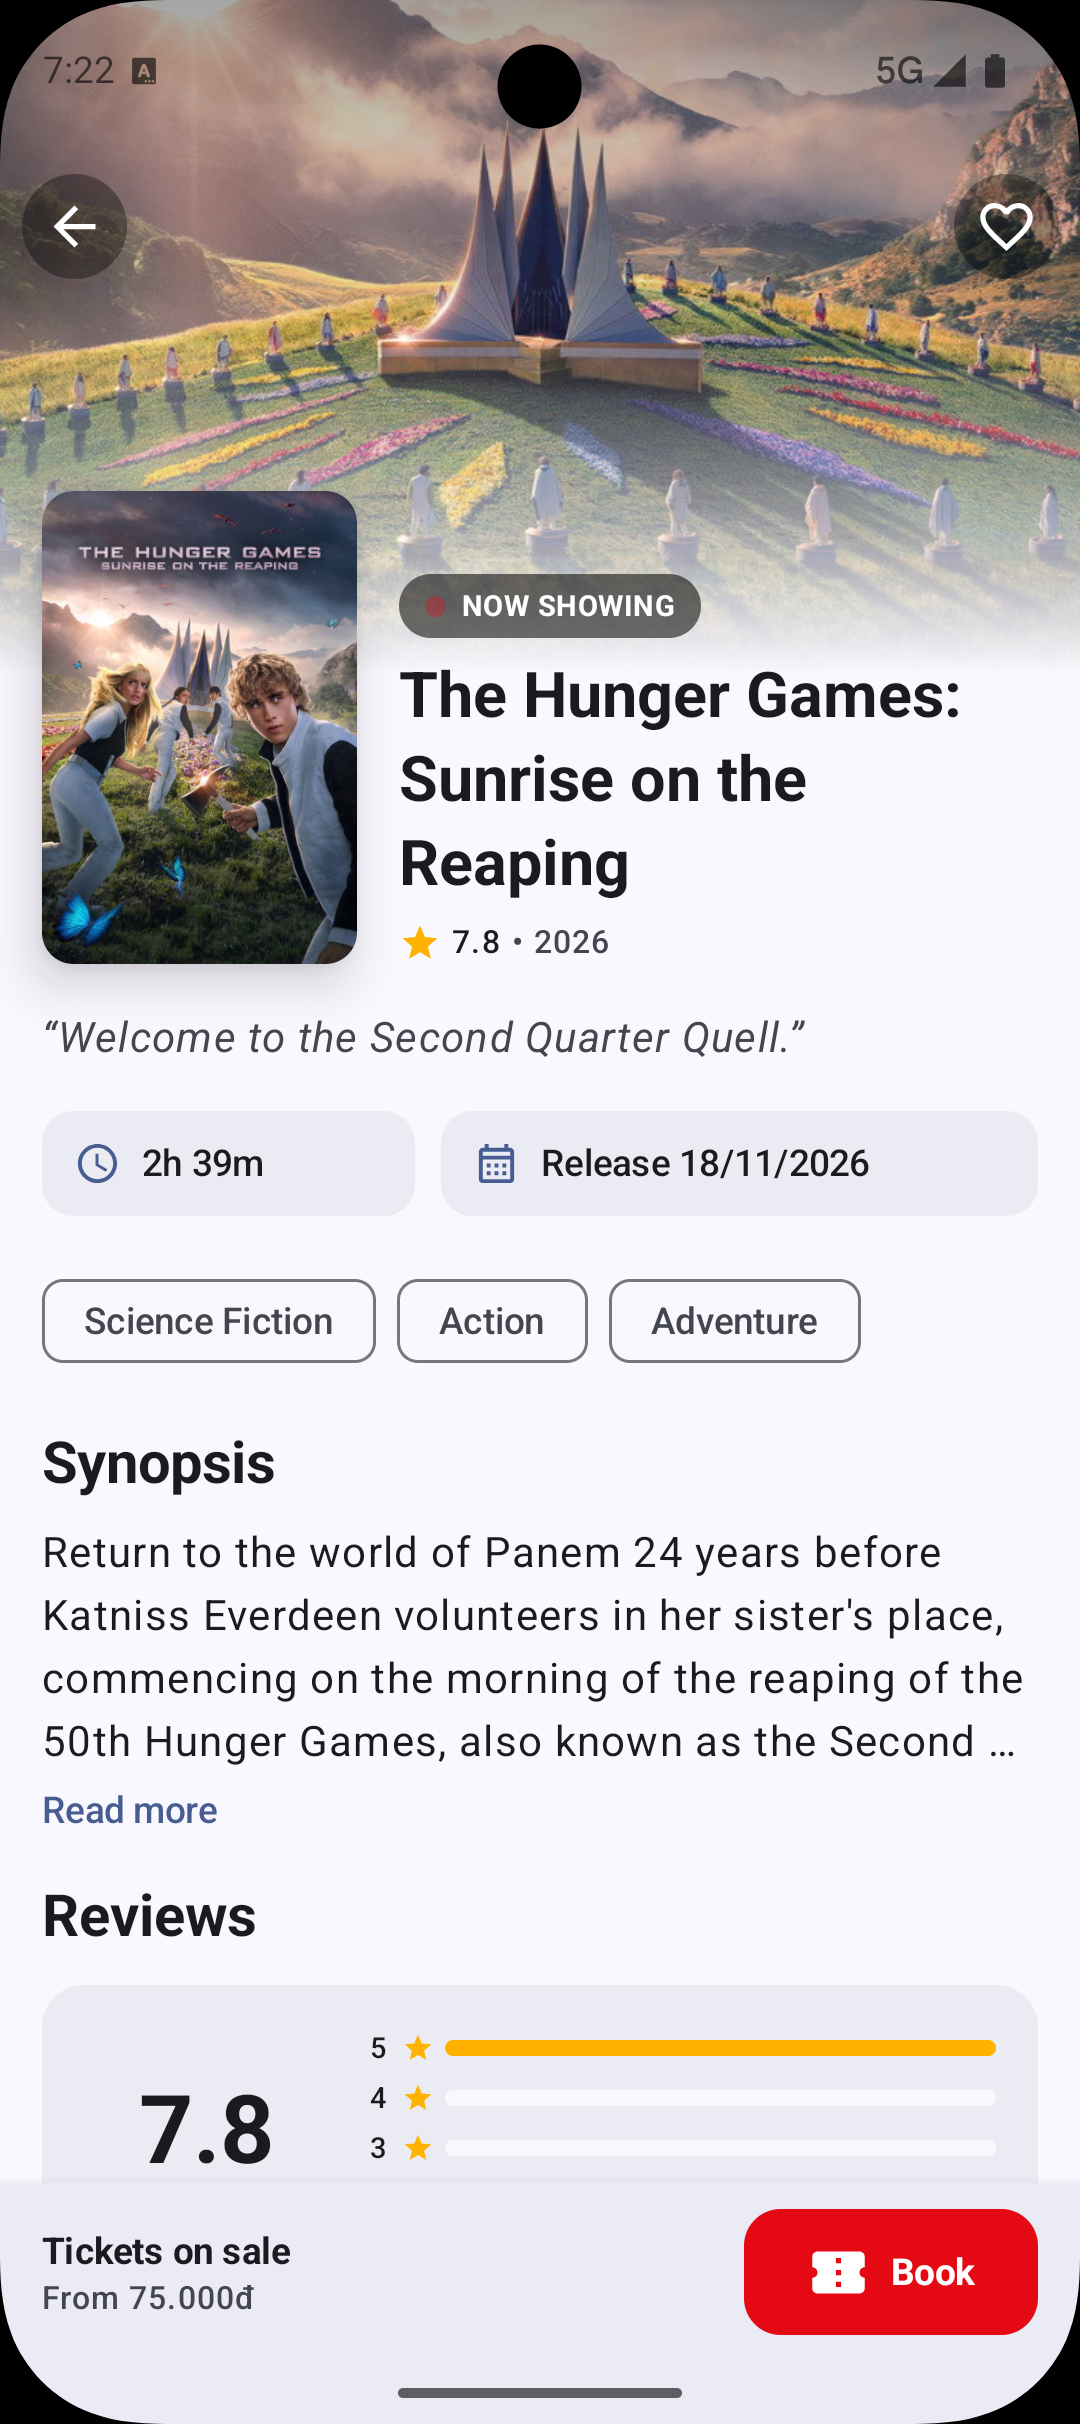 7:22
A
5G
THE HUNGER GAMES
SUNRISE ON THE REAPING
NOW SHOWING
The Hunger Games:
Sunrise on the
Reaping
7.8 • 2026
“Welcome to the Second Quarter Quell.”
2h 39m
Release 18/11/2026
Science Fiction
Action
Adventure
Synopsis
Return to the world of Panem 24 years before
Katniss Everdeen volunteers in her sister's place,
commencing on the morning of the reaping of the
50th Hunger Games, also known as the Second ...
Read more
Reviews
7.8
5
4
3
Tickets on sale
From 75.000đ
Book